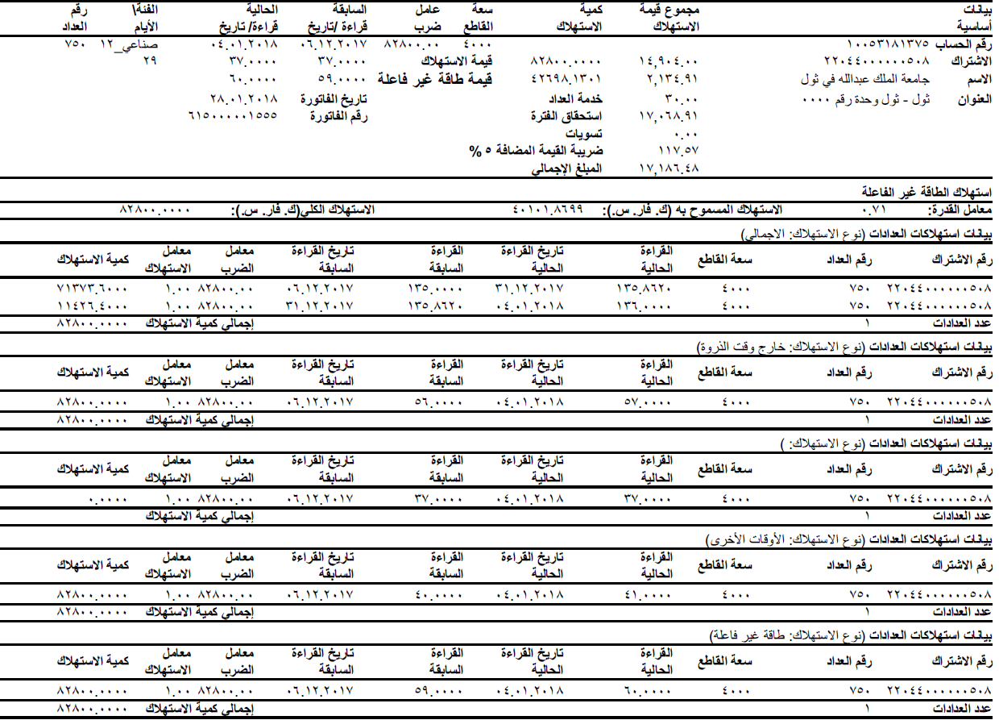 بيانات أساسية مجموع قيمة الاستهلاك كمية الاستهلاك سعة القاطع عامل ضرب السابقة قراءة /تاريخ الحالية قراءة/ تاريخ الفئة\ الأيام رقم العداد
رقم الحساب ١٠٠٥٣١٨١٣٧٥ ٤٠٠٠ ٨٢٨٠٠.٠٠ ٠٦.١٢.٢٠١٧ ٠٤.٠١.٢٠١٨ صناعي_١٢ ٧٥٠
الاشتراك ٢٢٠٤٤٠٠٠٠٠٠٥٠٨ ١٤,٩٠٤.٠٠ ٨٢٨٠٠.٠٠٠٠ قيمة الاستهلاك ٣٧.٠٠٠٠ ٣٧.٠٠٠٠ ٢٩
الاسم جامعة الملك عبدالله في ثول ٢,١٣٤.٩١ ٤٢٦٩٨.١٣٠١ قيمة طاقة غير فاعلة ٥٩.٠٠٠٠ ٦٠.٠٠٠٠
العنوان ثول - ثول وحدة رقم ٠٠٠٠ ٣٠.٠٠ خدمة العداد تاريخ الفاتورة ٢٨.٠١.٢٠١٨
١٧,٠٦٨.٩١ استحقاق الفترة رقم الفاتورة ٦١٥٠٠٠٠٠١٥٥٥
٠.٠٠ تسويات
١١٧.٥٧ ضريبة القيمة المضافة ٥ %
١٧,١٨٦.٤٨ المبلغ الإجمالي
استهلاك الطاقة غير الفاعلة
معامل القدرة: ٠.٧١ الاستهلاك المسموح به (ك. فار. س.): ٤٠١٠١.٨٦٩٩ الاستهلاك الكلي(ك. فار. س.): ٨٢٨٠٠.٠٠٠٠
بيانات استهلاكات العدادات (نوع الاستهلاك: الاجمالي)
رقم الاشتراك رقم العداد سعة القاطع القراءة الحالية تاريخ القراءة الحالية القراءة السابقة تاريخ القراءة السابقة معامل الضرب معامل الاستهلاك كمية الاستهلاك
٢٢٠٤٤٠٠٠٠٠٠٥٠٨ ٧٥٠ ٤٠٠٠ ١٣٥.٨٦٢٠ ٣١.١٢.٢٠١٧ ١٣٥.٠٠٠٠ ٠٦.١٢.٢٠١٧ ٨٢٨٠٠.٠٠ ١.٠٠ ٧١٣٧٣.٦٠٠٠
٢٢٠٤٤٠٠٠٠٠٠٥٠٨ ٧٥٠ ٤٠٠٠ ١٣٦.٠٠٠٠ ٠٤.٠١.٢٠١٨ ١٣٥.٨٦٢٠ ٣١.١٢.٢٠١٧ ٨٢٨٠٠.٠٠ ١.٠٠ ١١٤٢٦.٤٠٠٠
عدد العدادات ١ إجمالي كمية الاستهلاك ٨٢٨٠٠.٠٠٠٠
بيانات استهلاكات العدادات (نوع الاستهلاك: خارج وقت الذروة)
رقم الاشتراك رقم العداد سعة القاطع القراءة الحالية تاريخ القراءة الحالية القراءة السابقة تاريخ القراءة السابقة معامل الضرب معامل الاستهلاك كمية الاستهلاك
٢٢٠٤٤٠٠٠٠٠٠٥٠٨ ٧٥٠ ٤٠٠٠ ٥٧.٠٠٠٠ ٠٤.٠١.٢٠١٨ ٥٦.٠٠٠٠ ٠٦.١٢.٢٠١٧ ٨٢٨٠٠.٠٠ ١.٠٠ ٨٢٨٠٠.٠٠٠٠
عدد العدادات ١ إجمالي كمية الاستهلاك ٨٢٨٠٠.٠٠٠٠
بيانات استهلاكات العدادات (نوع الاستهلاك: )
رقم الاشتراك رقم العداد سعة القاطع القراءة الحالية تاريخ القراءة الحالية القراءة السابقة تاريخ القراءة السابقة معامل الضرب معامل الاستهلاك كمية الاستهلاك
٢٢٠٤٤٠٠٠٠٠٠٥٠٨ ٧٥٠ ٤٠٠٠ ٣٧.٠٠٠٠ ٠٤.٠١.٢٠١٨ ٣٧.٠٠٠٠ ٠٦.١٢.٢٠١٧ ٨٢٨٠٠.٠٠ ١.٠٠ ٠.٠٠٠٠
عدد العدادات ١ إجمالي كمية الاستهلاك
بيانات استهلاكات العدادات (نوع الاستهلاك: الأوقات الأخرى)
رقم الاشتراك رقم العداد سعة القاطع القراءة الحالية تاريخ القراءة الحالية القراءة السابقة تاريخ القراءة السابقة معامل الضرب معامل الاستهلاك كمية الاستهلاك
٢٢٠٤٤٠٠٠٠٠٠٥٠٨ ٧٥٠ ٤٠٠٠ ٤١.٠٠٠٠ ٠٤.٠١.٢٠١٨ ٤٠.٠٠٠٠ ٠٦.١٢.٢٠١٧ ٨٢٨٠٠.٠٠ ١.٠٠ ٨٢٨٠٠.٠٠٠٠
عدد العدادات ١ إجمالي كمية الاستهلاك ٨٢٨٠٠.٠٠٠٠
بيانات استهلاكات العدادات (نوع الاستهلاك: طاقة غير فاعلة)
رقم الاشتراك رقم العداد سعة القاطع القراءة الحالية تاريخ القراءة الحالية القراءة السابقة تاريخ القراءة السابقة معامل الضرب معامل الاستهلاك كمية الاستهلاك
٢٢٠٤٤٠٠٠٠٠٠٥٠٨ ٧٥٠ ٤٠٠٠ ٦٠.٠٠٠٠ ٠٤.٠١.٢٠١٨ ٥٩.٠٠٠٠ ٠٦.١٢.٢٠١٧ ٨٢٨٠٠.٠٠ ١.٠٠ ٨٢٨٠٠.٠٠٠٠
عدد العدادات ١ إجمالي كمية الاستهلاك ٨٢٨٠٠.٠٠٠٠